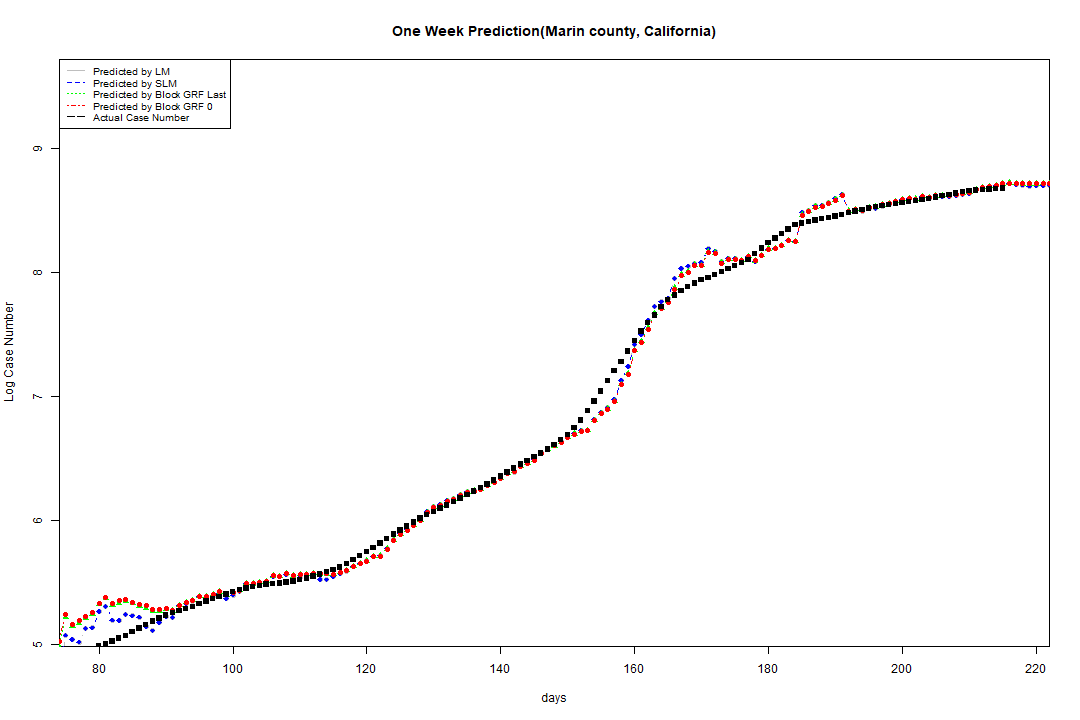 One Week Prediction(Marin county, California)
Predicted by LM
Predicted by SLM
Predicted by Block GRF Last
Predicted by Block GRF 0
Actual Case Number
Log Case Number
9
8
7
6
5
80 100 120 140 160 180 200 220
days